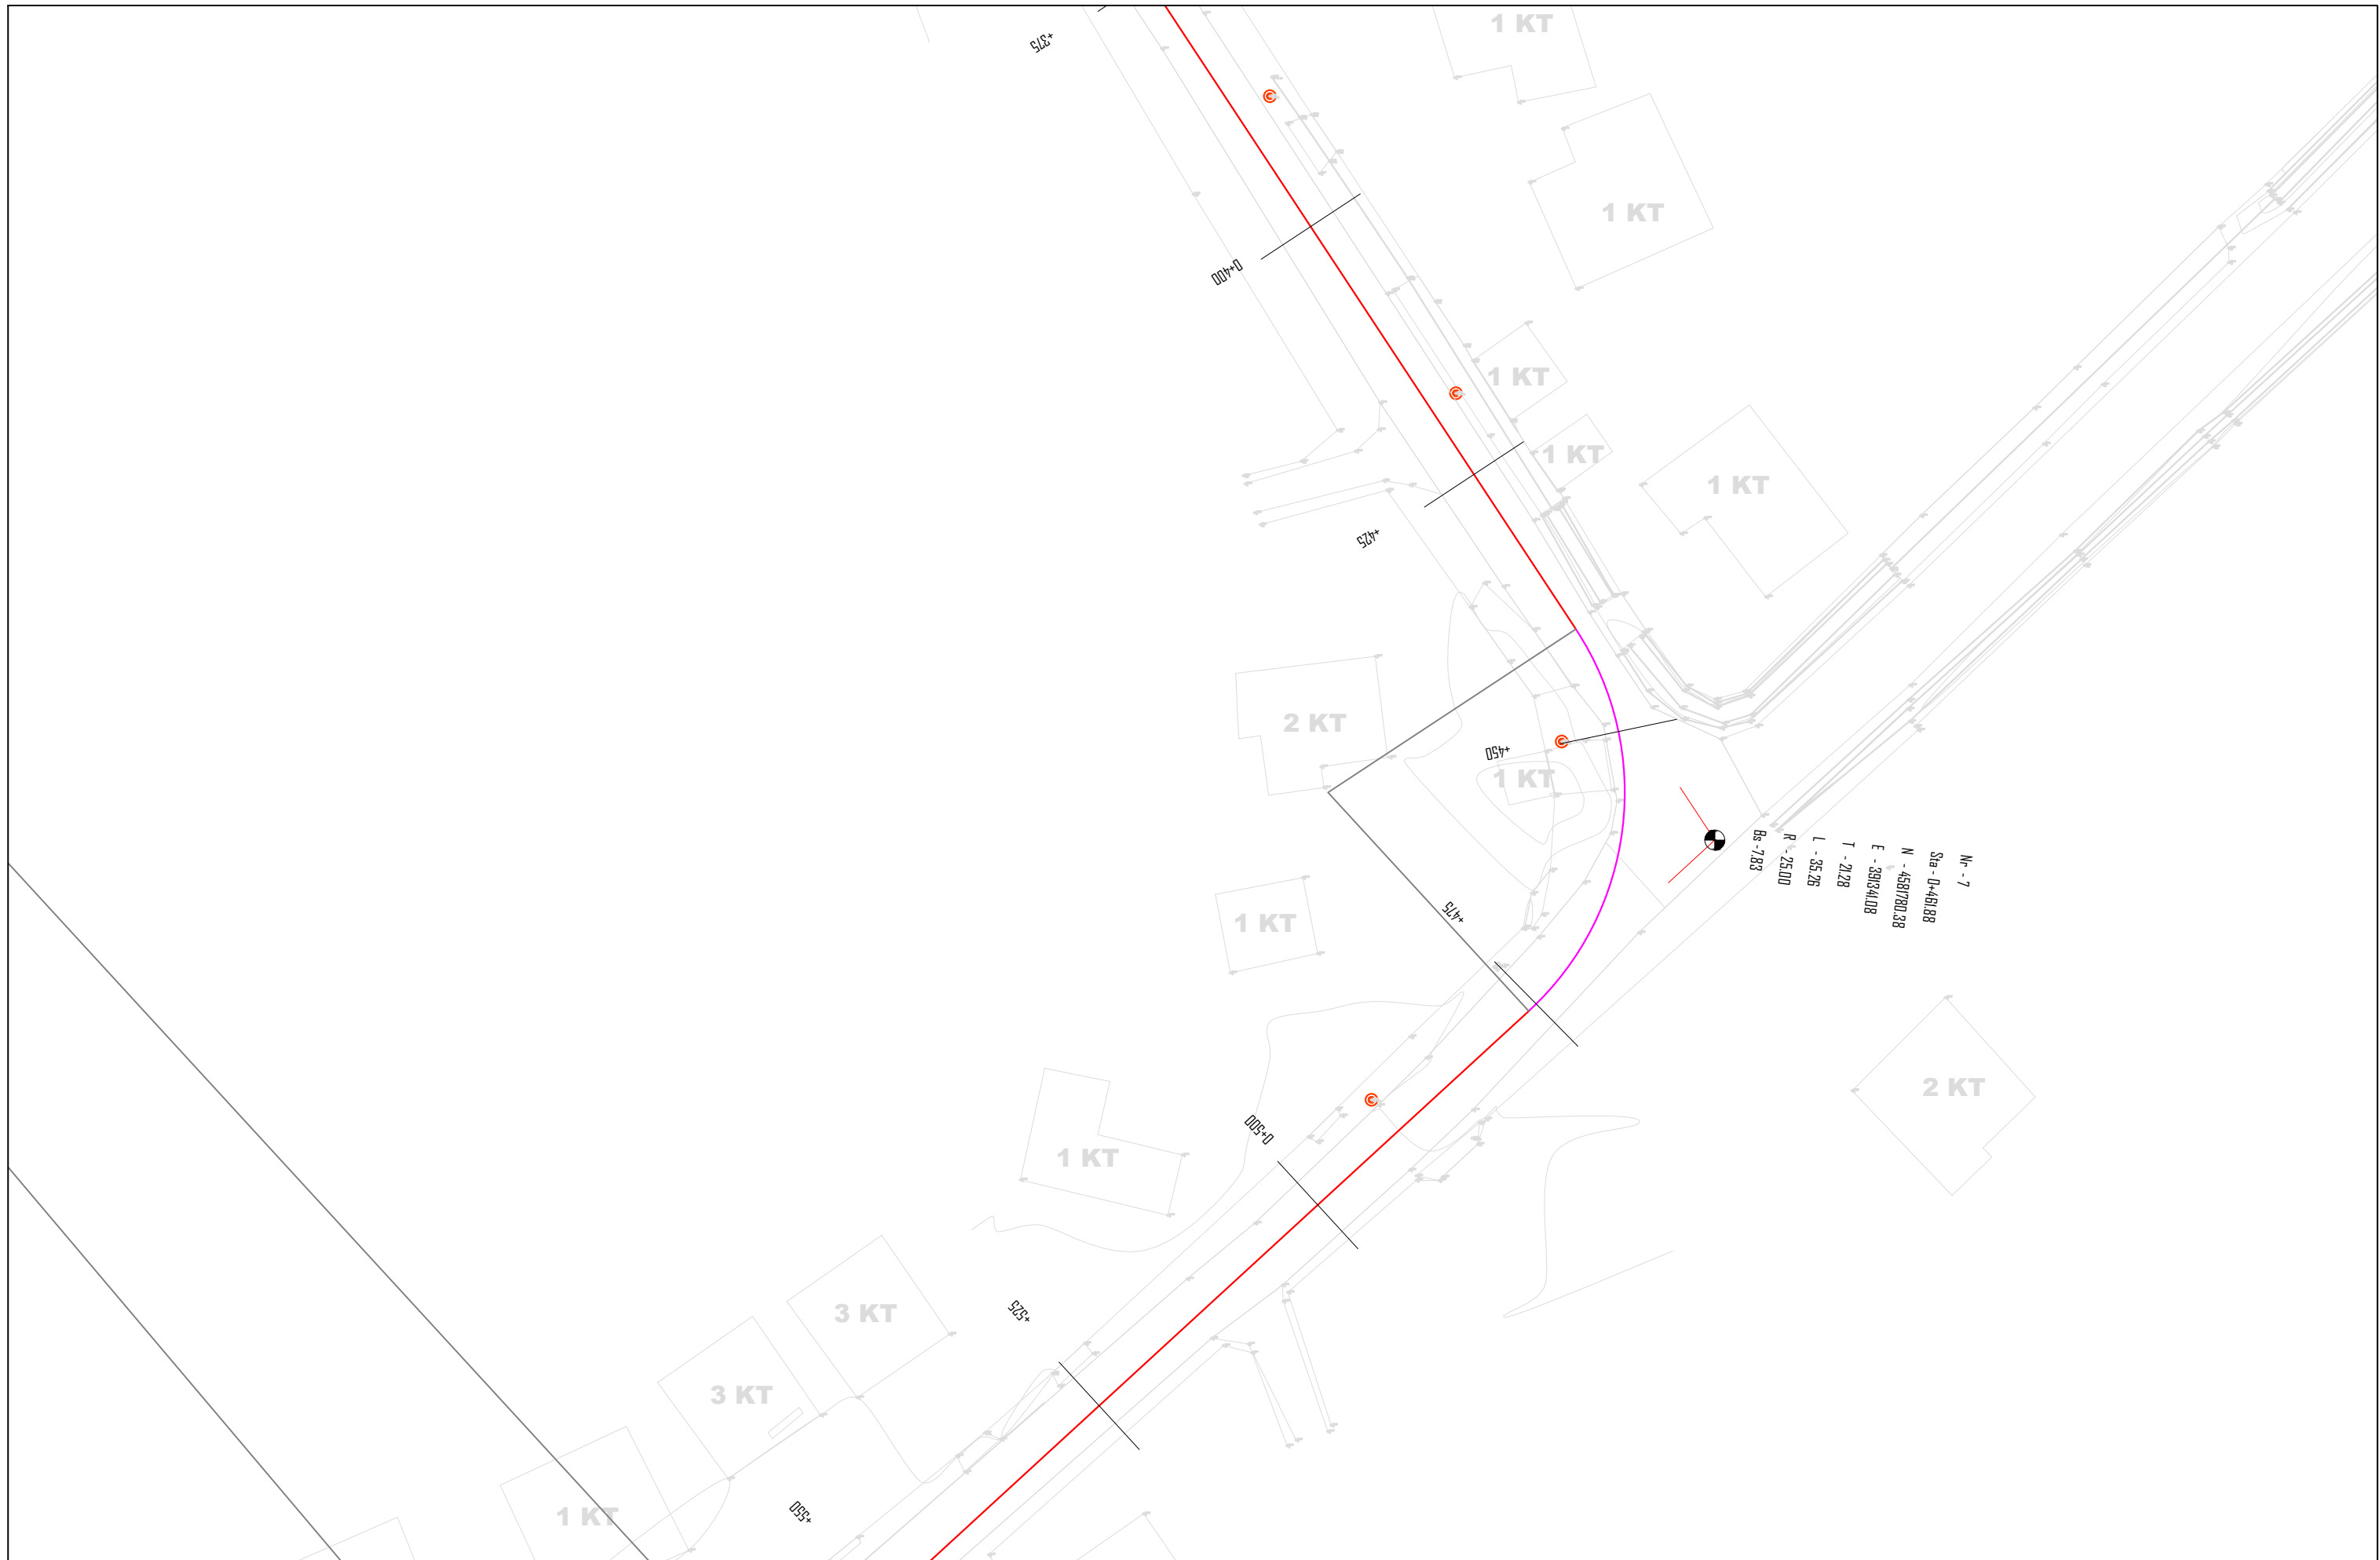 +375
1 KT
1 KT
0+400
1 KT
1 KT
1 KT
+425
2 KT
+450
1 KT
Nr - 7
Sta - 0+461.88
N - 4581780.38
E - 391341.08
T - 21.28
L - 35.26
R - 25.00
Bs -7.83
+475
1 KT
2 KT
0+500
1 KT
+525
3 KT
3 KT
+550
1 KT